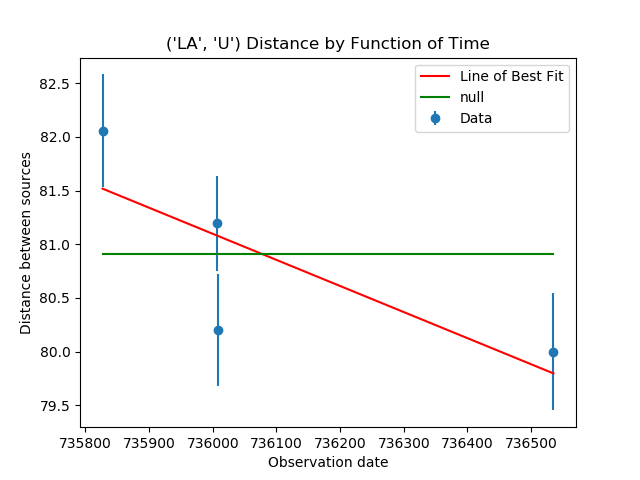 ('LA', 'U') Distance by Function of Time
Line of Best Fit
null
Data
Distance between sources
82.5
82.0
81.5
81.0
80.5
80.0
79.5
735800 735900 736000 736100 736200 736300 736400 736500
Observation date